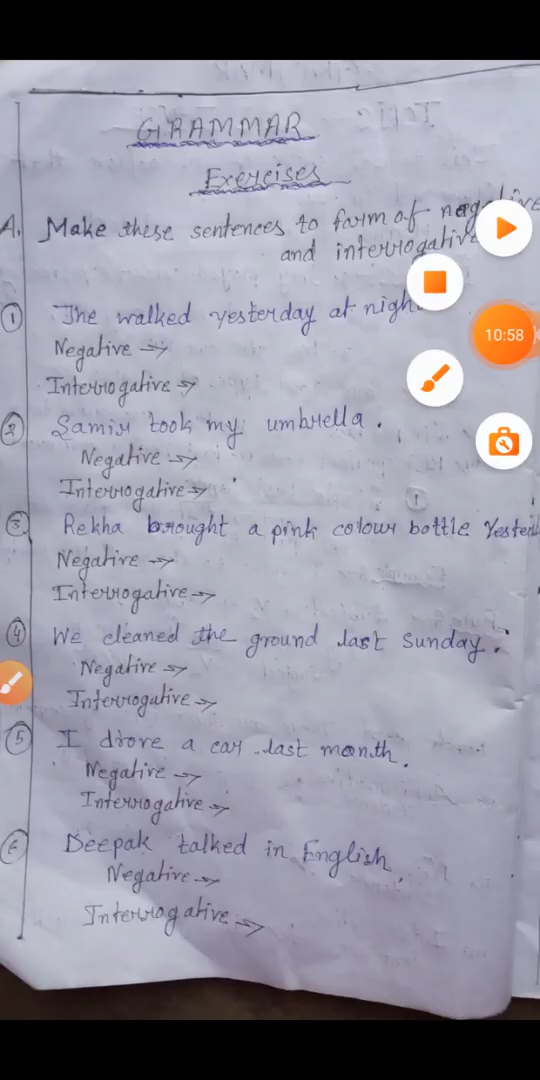 GRAMMAR
Exercises
A. Make these sentences to form of negative
and interrogative
① The walked yesterday at nigh
Negative →
Interrogative →
② Samir took my umbrella.
Negative →
Interrogative →
10:58
③ Rekha brought a pink colour bottle Yesterd
Negative →
Interrogative →
④ We cleaned the ground last sunday.
Negative →
Interrogative →
⑤ I drove a car last month.
Negative →
Interrogative →
⑥ Deepak talked in English.
Negative →
Interrogative →